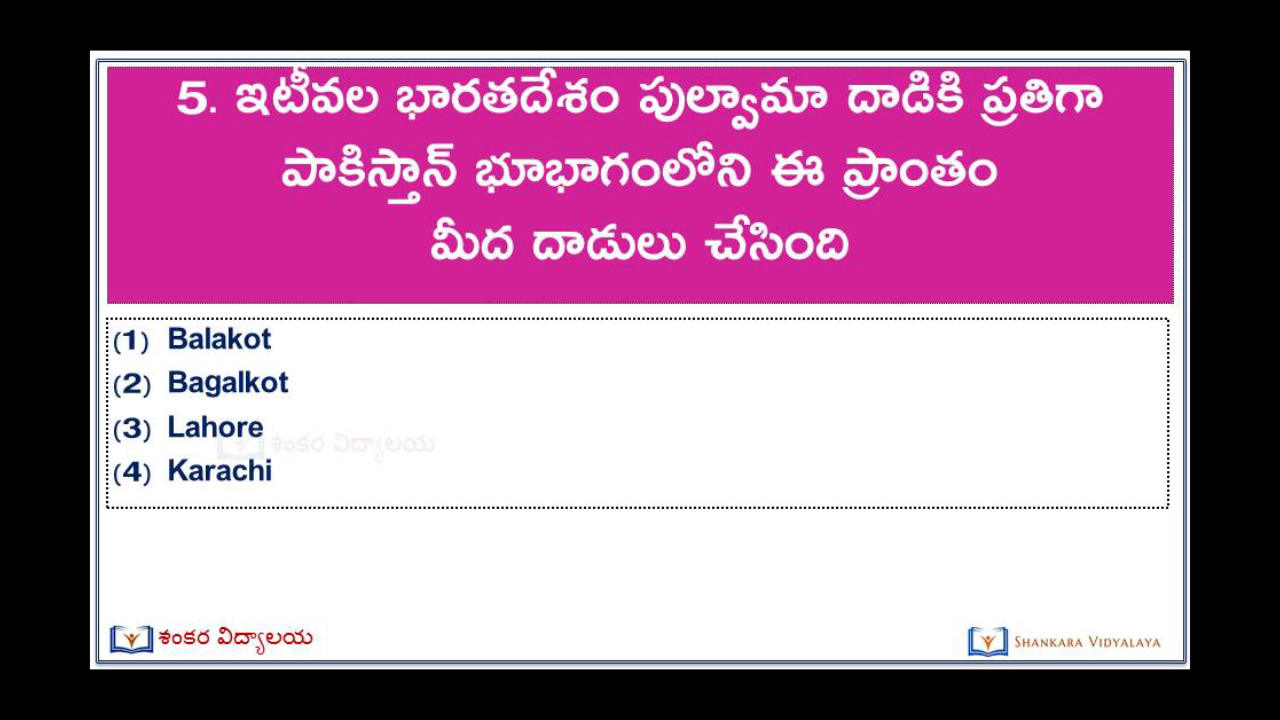 5. ఇటీవల భారతదేశం పుల్వామా దాడికి ప్రతిగా
పాకిస్తాన్ భూభాగంలోని ఈ ప్రాంతం
మీద దాడులు చేసింది
(1) Balakot
(2) Bagalkot
(3) Lahore
శంకర విద్యాలయ
(4) Karachi
శంకర విద్యాలయ
SHANKARA VIDYALAYA